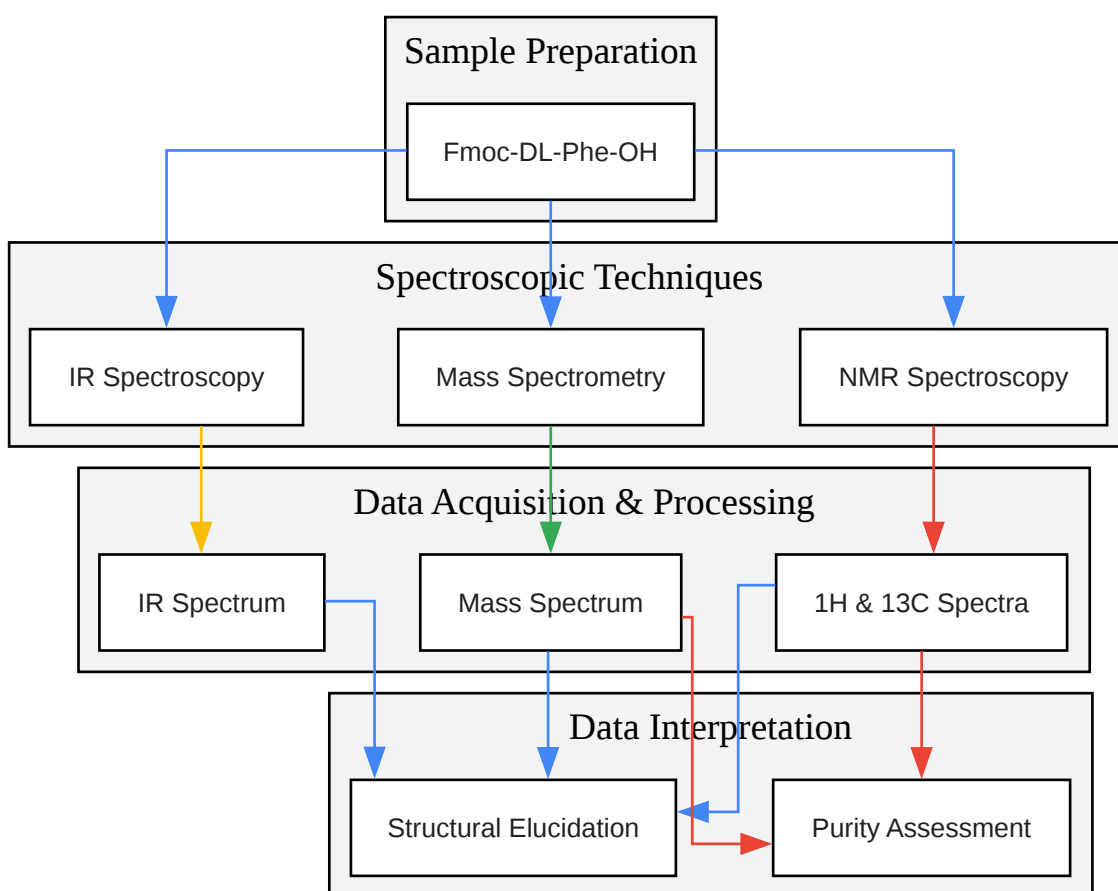 Sample Preparation
Fmoc-DL-Phe-OH
Spectroscopic Techniques
IR Spectroscopy
Mass Spectrometry
NMR Spectroscopy
Data Acquisition & Processing
IR Spectrum
Mass Spectrum
1H & 13C Spectra
Data Interpretation
Structural Elucidation
Purity Assessment